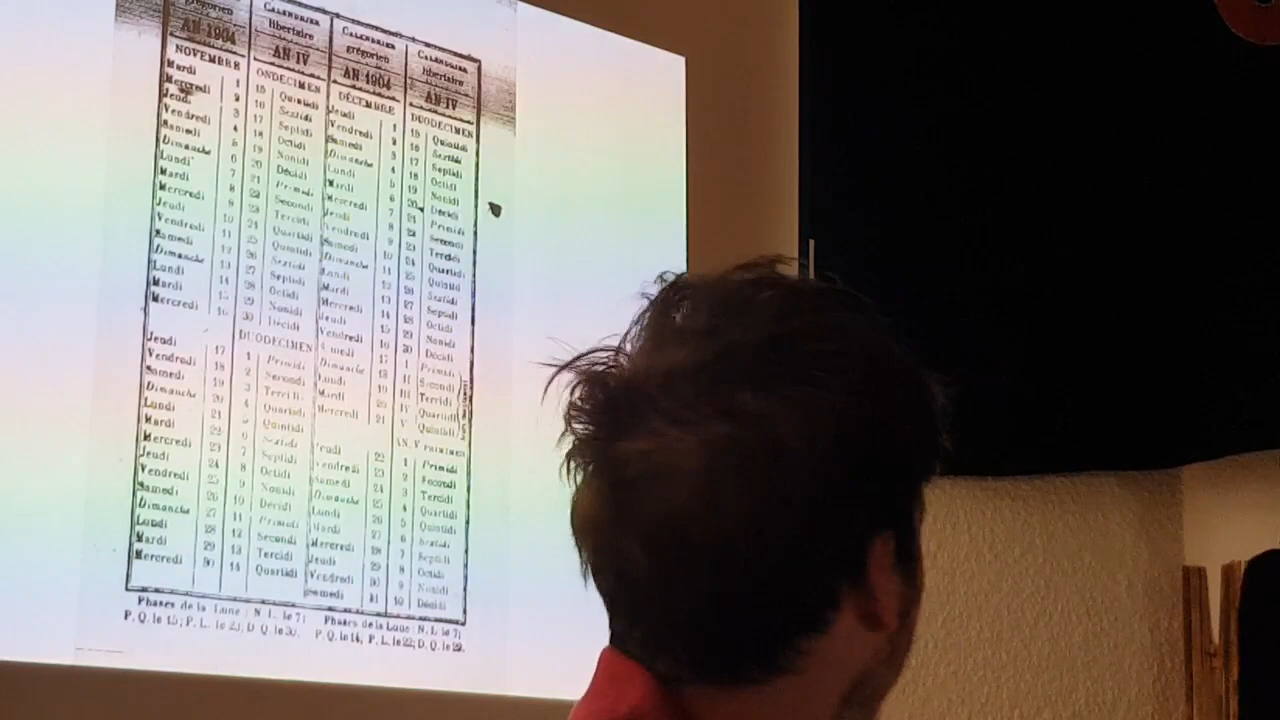 grégorien
AN 1904
CALENDRIER
libertaire
AN IV
NOVEMBRE
ONDECIMEN
Mardi 1 15 Quintidi
Mercredi 2 16 Sextidi
Jeudi 3 17 Septidi
Vendredi 4 18 Octidi
Samedi 5 19 Nonidi
Dimanche 6 20 Décidi
Lundi 7 21 Primidi
Mardi 8 22 Secondi
Mercredi 9 23 Tercidi
Jeudi 10 24 Quartidi
Vendredi 11 25 Quintidi
Samedi 12 26 Sextidi
Dimanche 13 27 Septidi
Lundi 14 28 Octidi
Mardi 15 29 Nonidi
Mercredi 16 30 Décidi
DUODECIMEN
Jeudi 17 1 Primidi
Vendredi 18 2 Secondi
Samedi 19 3 Tercidi
Dimanche 20 4 Quartidi
Lundi 21 5 Quintidi
Mardi 22 6 Sextidi
Mercredi 23 7 Septidi
Jeudi 24 8 Octidi
Vendredi 25 9 Nonidi
Samedi 26 10 Décidi
Dimanche 27 11 Primidi
Lundi 28 12 Secondi
Mardi 29 13 Tercidi
Mercredi 30 14 Quartidi
Phases de la Lune : N. L. le 7;
P. Q. le 15; P. L. le 23; D. Q. le 30.
CALENDRIER
grégorien
AN 1904
CALENDRIER
libertaire
AN IV
DÉCEMBRE
DUODECIMEN
Jeudi 1 15 Quintidi
Vendredi 2 16 Sextidi
Samedi 3 17 Septidi
Dimanche 4 18 Octidi
Lundi 5 19 Nonidi
Mardi 6 20 Décidi
Mercredi 7 21 Primidi
Jeudi 8 22 Secondi
Vendredi 9 23 Tercidi
Samedi 10 24 Quartidi
Dimanche 11 25 Quintidi
Lundi 12 26 Sextidi
Mardi 13 27 Septidi
Mercredi 14 28 Octidi
Jeudi 15 29 Nonidi
Vendredi 16 30 Décidi
Samedi 17 I Primidi
Dimanche 18 II Secondi
Lundi 19 III Tercidi
Mardi 20 IV Quartidi
Mercredi 21 V Quintidi
AN. V PRIMIMES
Jeudi 22 1 Primidi
Vendredi 23 2 Secondi
Samedi 24 3 Tercidi
Dimanche 25 4 Quartidi
Lundi 26 5 Quintidi
Mardi 27 6 Sextidi
Mercredi 28 7 Septidi
Jeudi 29 8 Octidi
Vendredi 30 9 Nonidi
Samedi 31 10 Décidi
Phases de la Lune : N. L. le 7;
P. Q. le 14, P. L. le 22; D. Q. le 29.